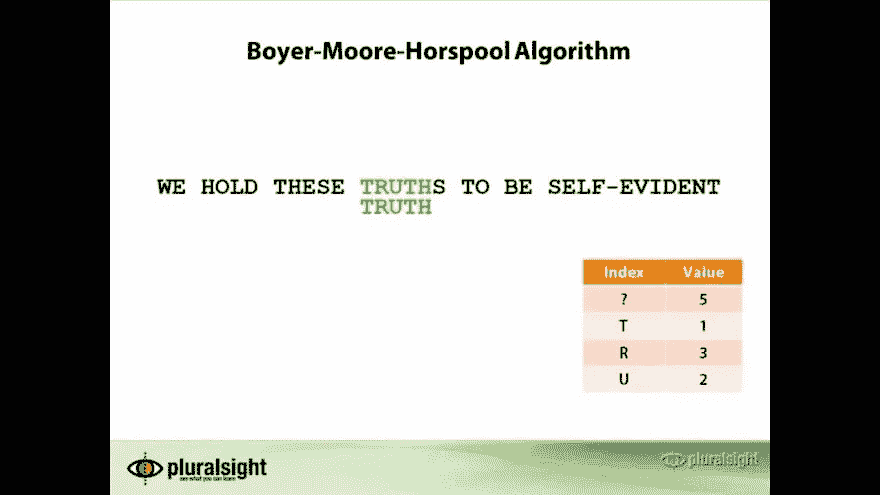 Boyer-Moore-Horspool Algorithm
WE HOLD THESE TRUTHS TO BE SELF-EVIDENT
TRUTH
Index Value
? 5
T 1
R 3
U 2
pluralsight
see what you can learn
pluralsight